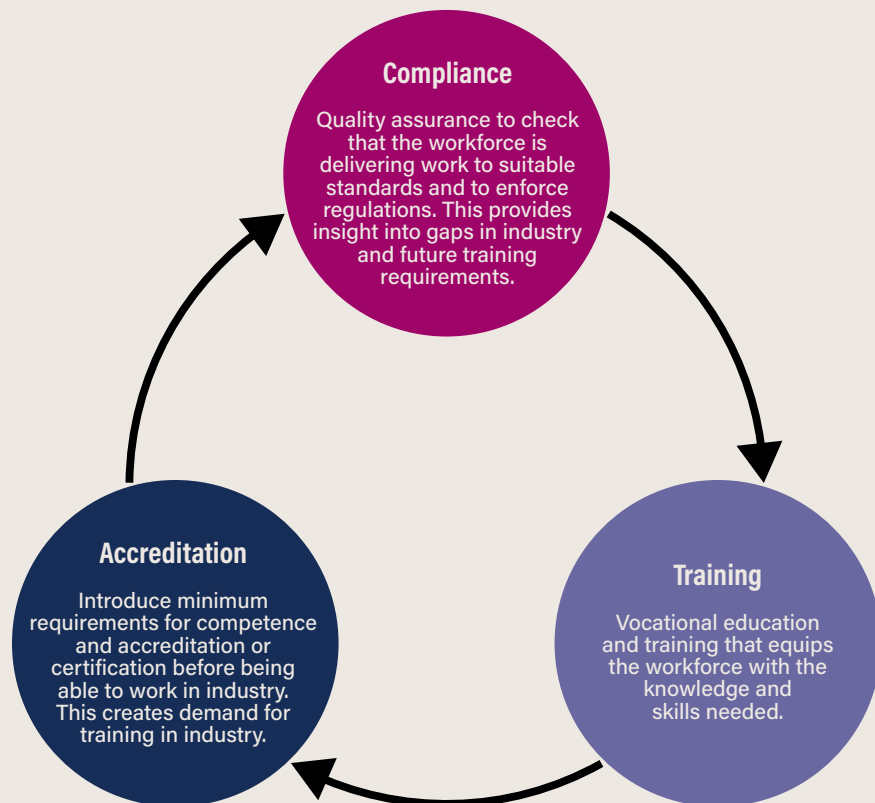 Compliance
Quality assurance to check
that the workforce is
delivering work to suitable
standards and to enforce
regulations. This provides
insight into gaps in industry
and future training
requirements.
Accreditation
Introduce minimum
requirements for competence
and accreditation or
certification before being
able to work in industry.
This creates demand for
training in industry.
Training
Vocational education
and training that equips
the workforce with the
knowledge and
skills needed.